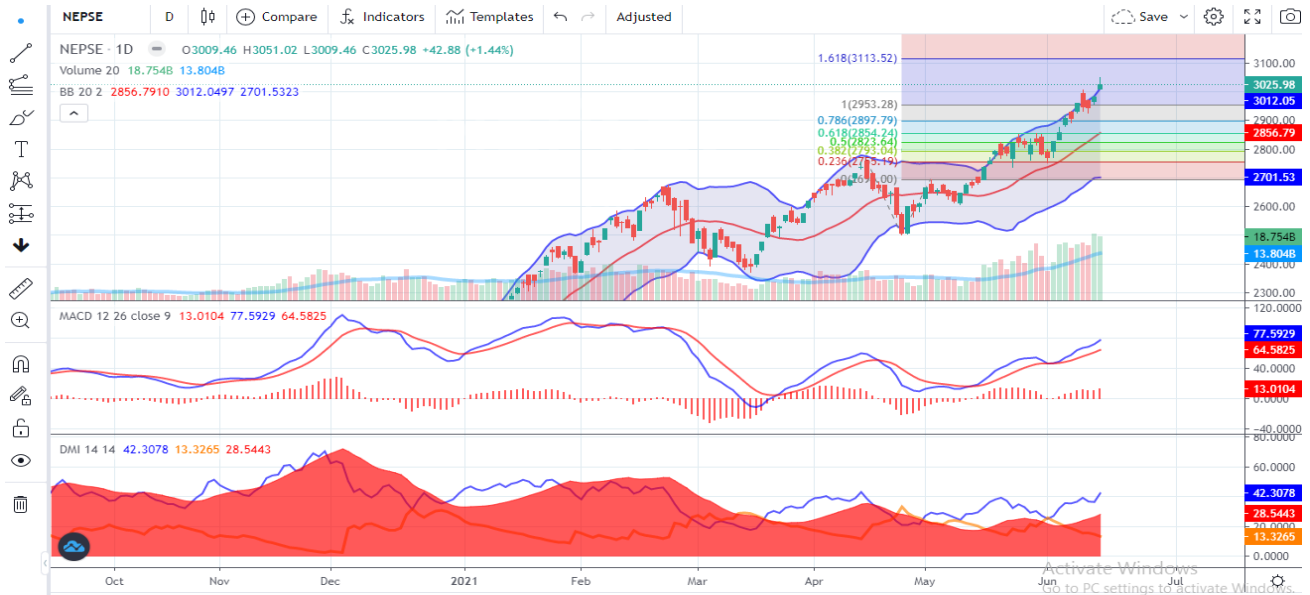 NEPSE D Compare Indicators Templates Adjusted Save
NEPSE · 1D O3009.46 H3051.02 L3009.46 C3025.98 +42.88 (+1.44%)
Volume 20 18.754B 13.804B
BB 20 2 2856.7910 3012.0497 2701.5323
1.618(3113.52)
1(2953.28)
0.786(2897.79)
0.618(2854.24)
0.5(2823.64)
0.382(2793.04)
3100.00
3025.98
3012.05
2900.00
2856.79
2800.00
2701.53
2600.00
18.754B
13.804B
2400.00
2300.00
MACD 12 26 close 9 13.0104 77.5929 64.5825
120.0000
77.5929
64.5825
40.0000
13.0104
0.0000
-40.0000
DMI 14 14 42.3078 13.3265 28.5443
80.0000
60.0000
42.3078
28.5443
20.0000
13.3265
0.0000
Oct Nov Dec 2021 Feb Mar Apr May Jun Jul
Activate Windows
Go to PC settings to activate Windows.